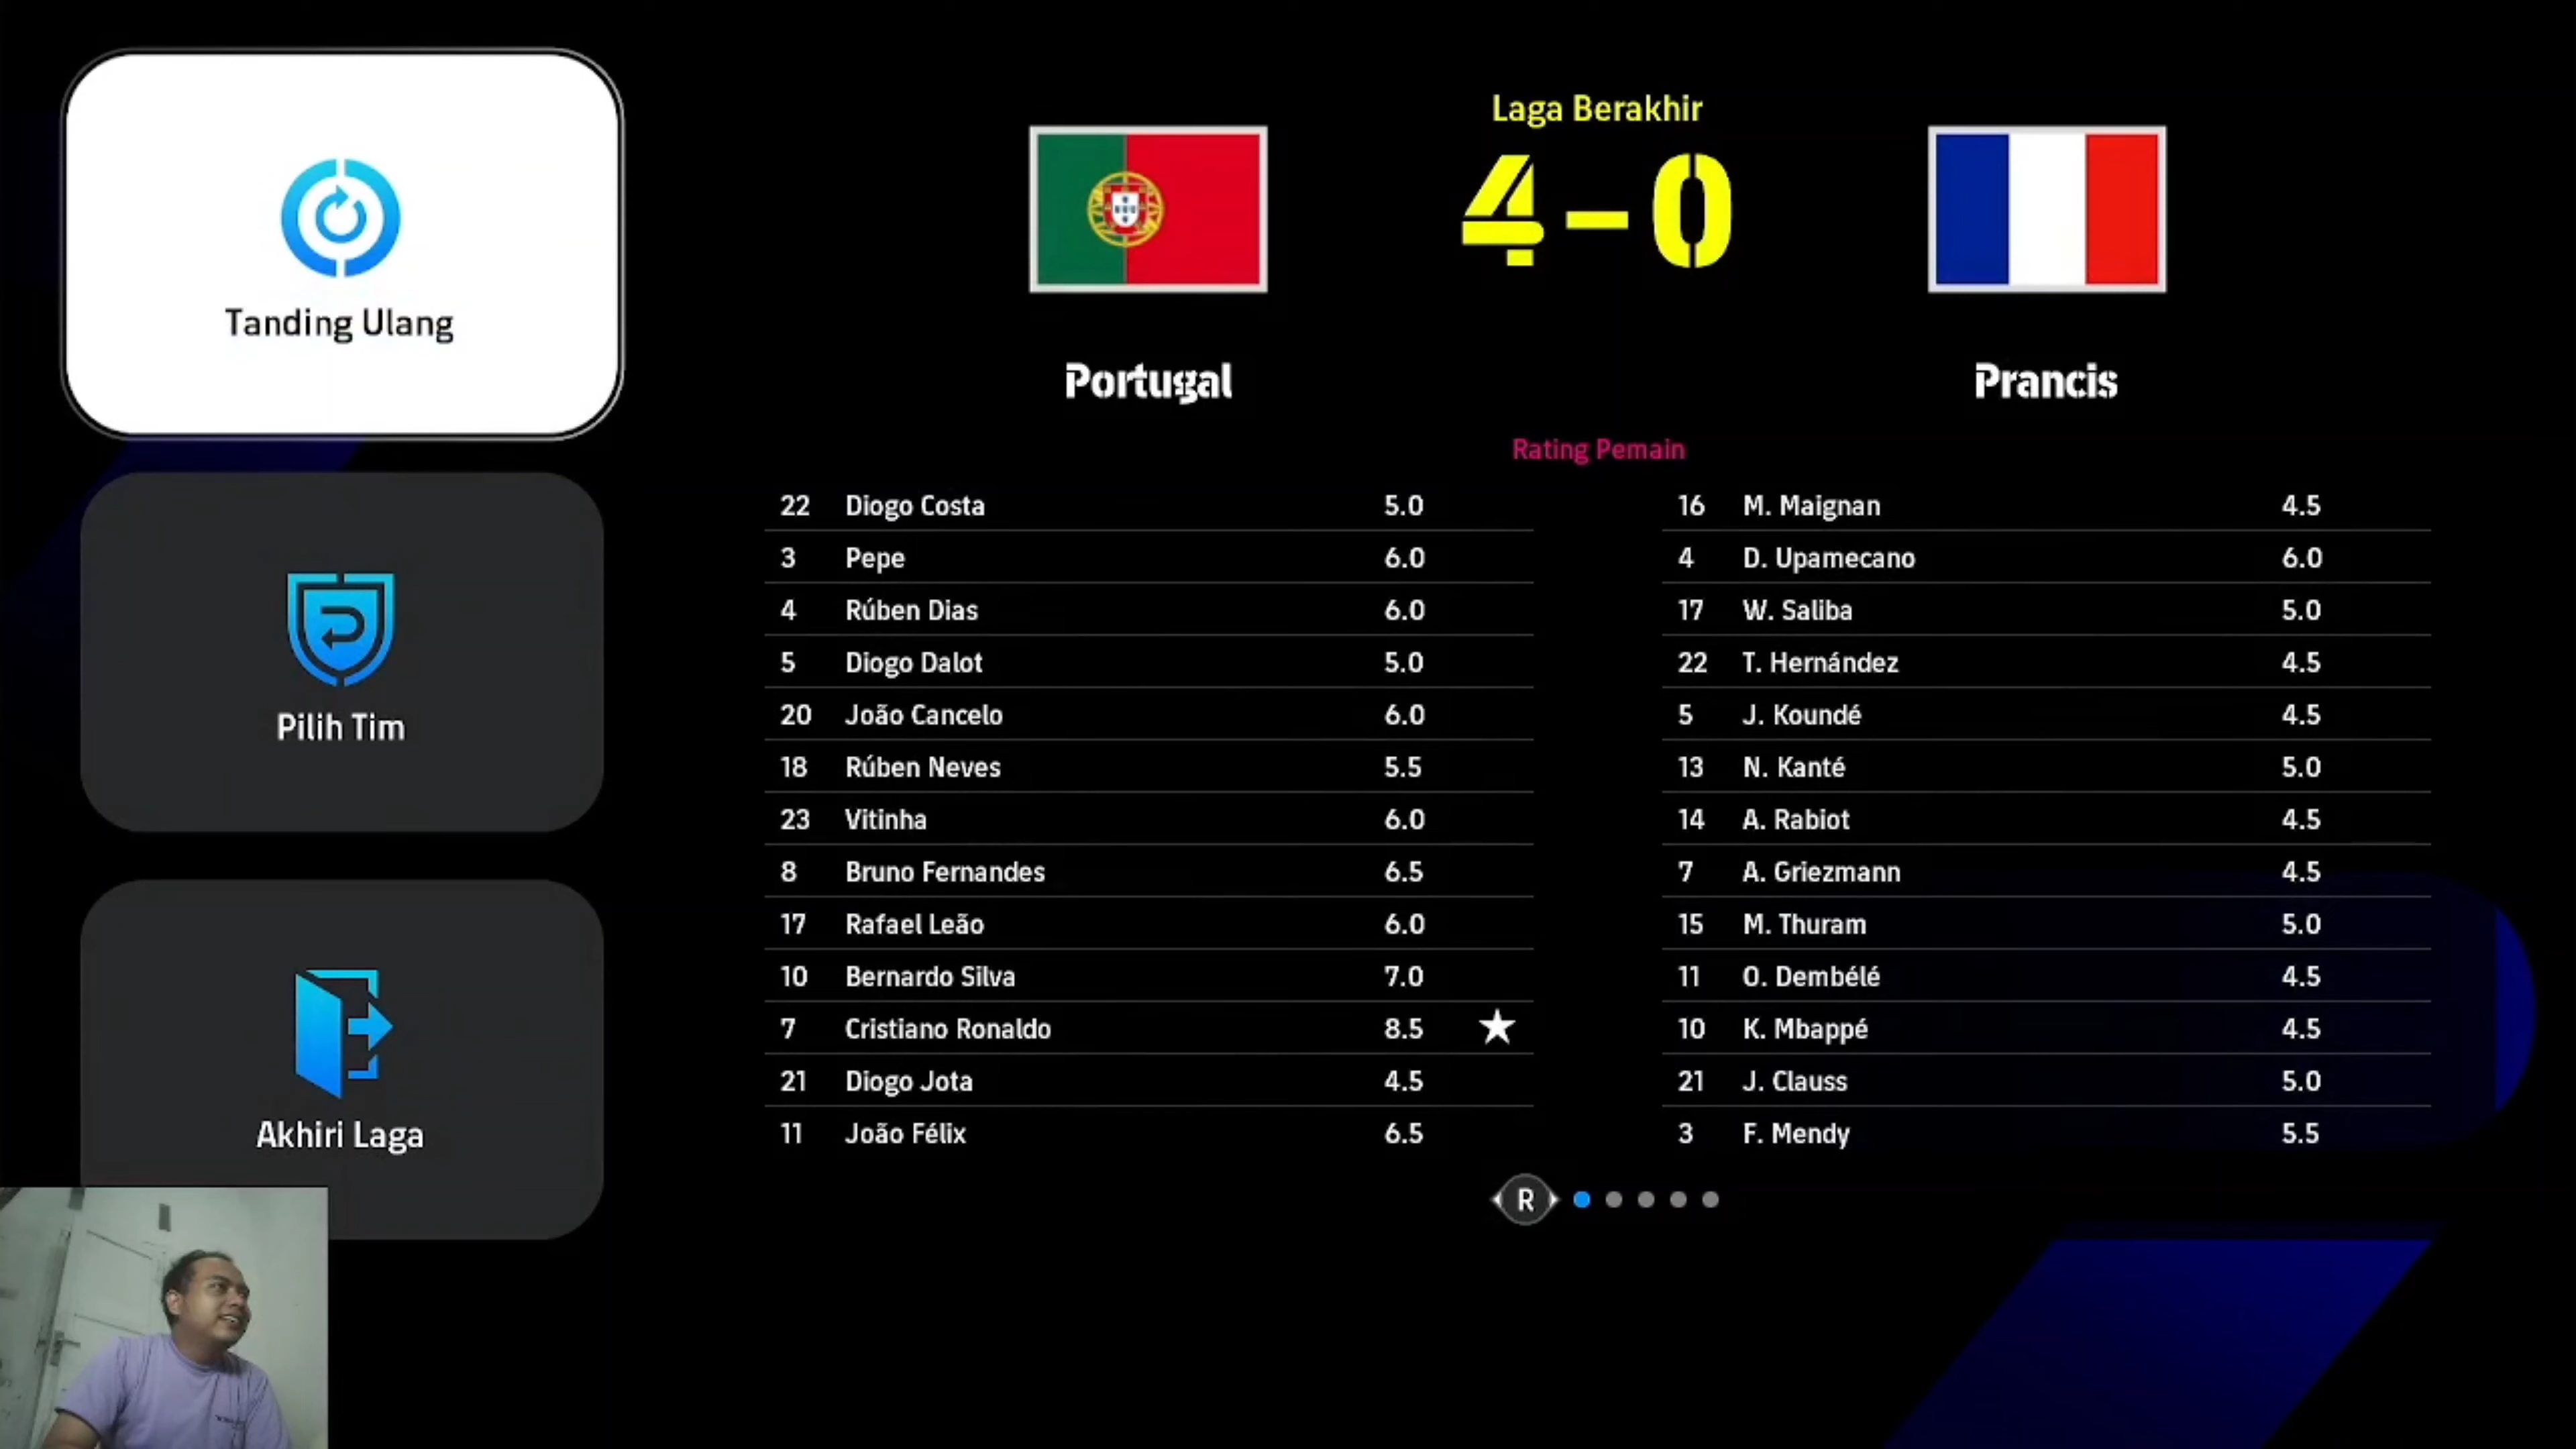 Tanding Ulang
Pilih Tim
Akhiri Laga
Laga Berakhir
4-0
Portugal
Prancis
Rating Pemain
22 Diogo Costa 5.0
3 Pepe 6.0
4 Rúben Dias 6.0
5 Diogo Dalot 5.0
20 João Cancelo 6.0
18 Rúben Neves 5.5
23 Vitinha 6.0
8 Bruno Fernandes 6.5
17 Rafael Leão 6.0
10 Bernardo Silva 7.0
7 Cristiano Ronaldo 8.5
21 Diogo Jota 4.5
11 João Félix 6.5
16 M. Maignan 4.5
4 D. Upamecano 6.0
17 W. Saliba 5.0
22 T. Hernández 4.5
5 J. Koundé 4.5
13 N. Kanté 5.0
14 A. Rabiot 4.5
7 A. Griezmann 4.5
15 M. Thuram 5.0
11 O. Dembélé 4.5
10 K. Mbappé 4.5
21 J. Clauss 5.0
3 F. Mendy 5.5
R